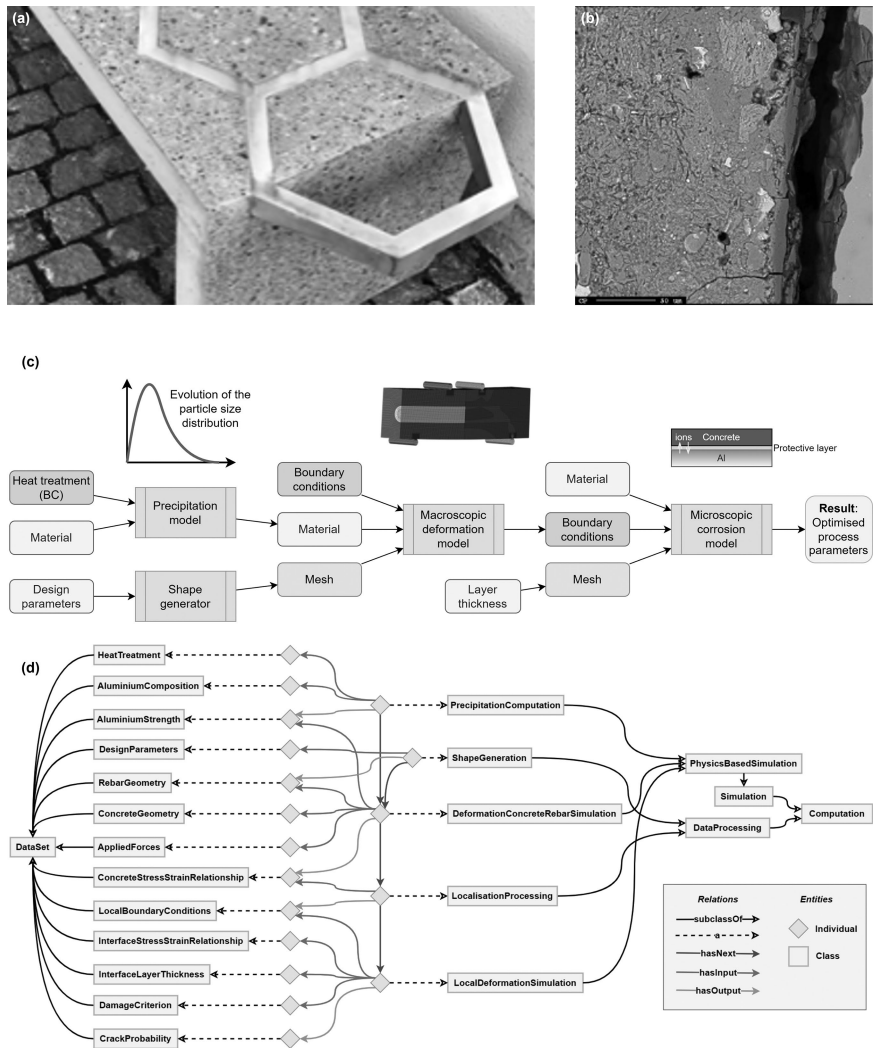 (a)
(b)
CSP
50 µm
(c)
Evolution of the
particle size
distribution
ions
Concrete
Protective layer
Al
Heat treatment
(BC)
Precipitation
model
Material
Boundary
conditions
Material
Macroscopic
deformation
model
Material
Boundary
conditions
Microscopic
corrosion
model
Result:
Optimised
process
parameters
Design
parameters
Shape
generator
Mesh
Layer
thickness
Mesh
(d)
HeatTreatment
AluminiumComposition
AluminiumStrength
DesignParameters
RebarGeometry
ConcreteGeometry
DataSet
AppliedForces
ConcreteStressStrainRelationship
LocalBoundaryConditions
InterfaceStressStrainRelationship
InterfaceLayerThickness
DamageCriterion
CrackProbability
PrecipitationComputation
ShapeGeneration
DeformationConcreteRebarSimulation
LocalisationProcessing
LocalDeformationSimulation
PhysicsBasedSimulation
Simulation
DataProcessing
Computation
Relations
Entities
subclassOf
a
hasNext
hasInput
hasOutput
Individual
Class